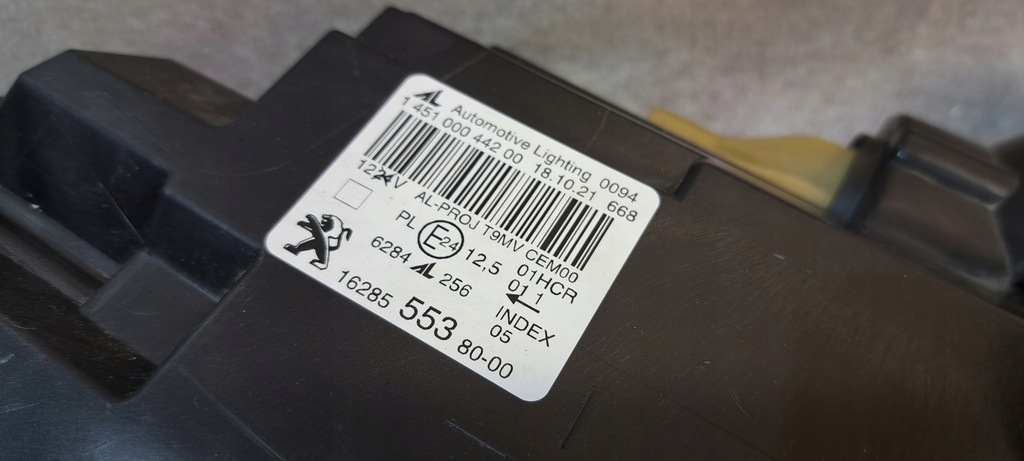 AL Automotive Lighting 0094
1 451 000 442 00 18.10.21 668
AL-PROJ T9MV CEM00
PL E24 12,5 01HCR
6284 AL 256 01 1
INDEX
05
16285 553 80-00